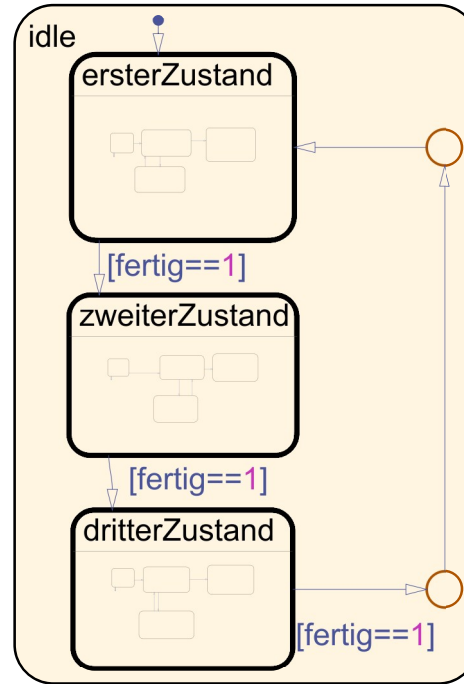 idle
ersterZustand
[fertig==1]
zweiterZustand
[fertig==1]
dritterZustand
[fertig==1]